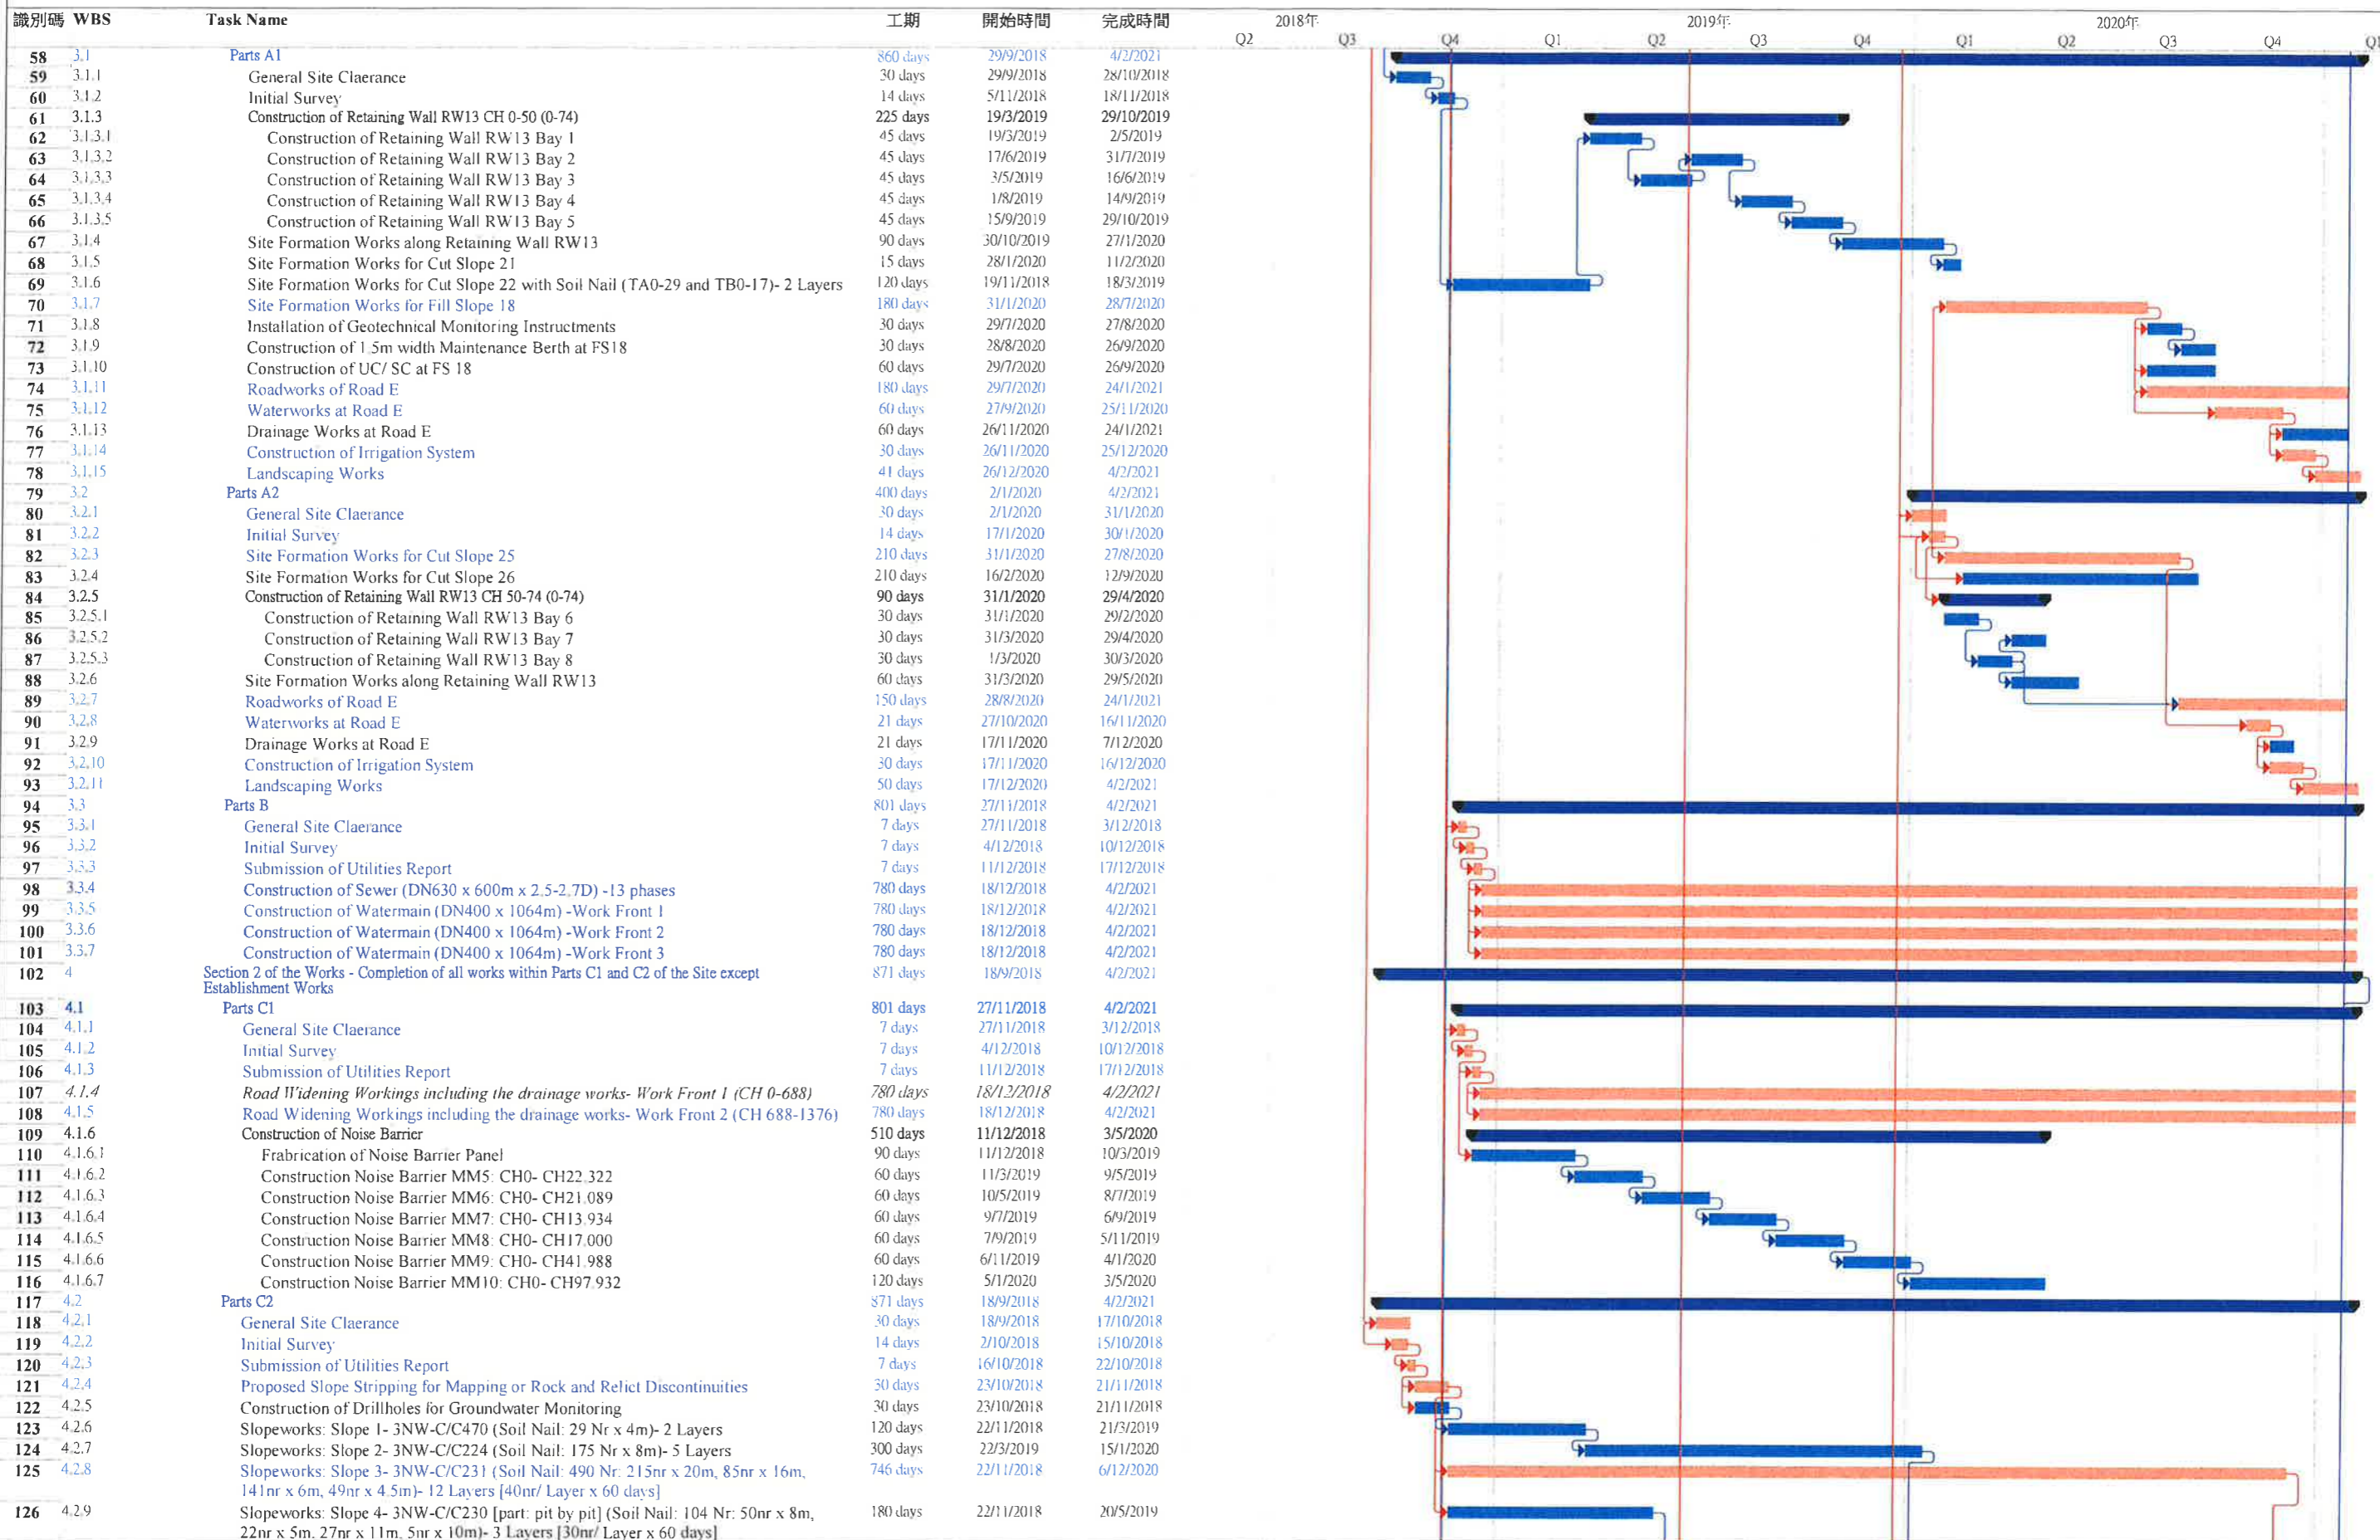 識別碼 WBS Task Name 工期 開始時間 完成時間 2018年 2019年 2020年
Q2 Q3 Q4 Q1 Q2 Q3 Q4 Q1 Q2 Q3 Q4 Q1
58 3.1 Parts A1 860 days 29/9/2018 4/2/2021
59 3.1.1 General Site Claerance 30 days 29/9/2018 28/10/2018
60 3.1.2 Initial Survey 14 days 5/11/2018 18/11/2018
61 3.1.3 Construction of Retaining Wall RW13 CH 0-50 (0-74) 225 days 19/3/2019 29/10/2019
62 3.1.3.1 Construction of Retaining Wall RW13 Bay 1 45 days 19/3/2019 2/5/2019
63 3.1.3.2 Construction of Retaining Wall RW13 Bay 2 45 days 17/6/2019 31/7/2019
64 3.1.3.3 Construction of Retaining Wall RW13 Bay 3 45 days 3/5/2019 16/6/2019
65 3.1.3.4 Construction of Retaining Wall RW13 Bay 4 45 days 1/8/2019 14/9/2019
66 3.1.3.5 Construction of Retaining Wall RW13 Bay 5 45 days 15/9/2019 29/10/2019
67 3.1.4 Site Formation Works along Retaining Wall RW13 90 days 30/10/2019 27/1/2020
68 3.1.5 Site Formation Works for Cut Slope 21 15 days 28/1/2020 11/2/2020
69 3.1.6 Site Formation Works for Cut Slope 22 with Soil Nail (TA0-29 and TB0-17)- 2 Layers 120 days 19/11/2018 18/3/2019
70 3.1.7 Site Formation Works for Fill Slope 18 180 days 31/1/2020 28/7/2020
71 3.1.8 Installation of Geotechnical Monitoring Instructments 30 days 29/7/2020 27/8/2020
72 3.1.9 Construction of 1.5m width Maintenance Berth at FS18 30 days 28/8/2020 26/9/2020
73 3.1.10 Construction of UC/ SC at FS 18 60 days 29/7/2020 26/9/2020
74 3.1.11 Roadworks of Road E 180 days 29/7/2020 24/1/2021
75 3.1.12 Waterworks at Road E 60 days 27/9/2020 25/11/2020
76 3.1.13 Drainage Works at Road E 60 days 26/11/2020 24/1/2021
77 3.1.14 Construction of Irrigation System 30 days 26/11/2020 25/12/2020
78 3.1.15 Landscaping Works 41 days 26/12/2020 4/2/2021
79 3.2 Parts A2 400 days 2/1/2020 4/2/2021
80 3.2.1 General Site Claerance 30 days 2/1/2020 31/1/2020
81 3.2.2 Initial Survey 14 days 17/1/2020 30/1/2020
82 3.2.3 Site Formation Works for Cut Slope 25 210 days 31/1/2020 27/8/2020
83 3.2.4 Site Formation Works for Cut Slope 26 210 days 16/2/2020 12/9/2020
84 3.2.5 Construction of Retaining Wall RW13 CH 50-74 (0-74) 90 days 31/1/2020 29/4/2020
85 3.2.5.1 Construction of Retaining Wall RW13 Bay 6 30 days 31/1/2020 29/2/2020
86 3.2.5.2 Construction of Retaining Wall RW13 Bay 7 30 days 31/3/2020 29/4/2020
87 3.2.5.3 Construction of Retaining Wall RW13 Bay 8 30 days 1/3/2020 30/3/2020
88 3.2.6 Site Formation Works along Retaining Wall RW13 60 days 31/3/2020 29/5/2020
89 3.2.7 Roadworks of Road E 150 days 28/8/2020 24/1/2021
90 3.2.8 Waterworks at Road E 21 days 27/10/2020 16/11/2020
91 3.2.9 Drainage Works at Road E 21 days 17/11/2020 7/12/2020
92 3.2.10 Construction of Irrigation System 30 days 17/11/2020 16/12/2020
93 3.2.11 Landscaping Works 50 days 17/12/2020 4/2/2021
94 3.3 Parts B 801 days 27/11/2018 4/2/2021
95 3.3.1 General Site Claerance 7 days 27/11/2018 3/12/2018
96 3.3.2 Initial Survey 7 days 4/12/2018 10/12/2018
97 3.3.3 Submission of Utilities Report 7 days 11/12/2018 17/12/2018
98 3.3.4 Construction of Sewer (DN630 x 600m x 2.5-2.7D) -13 phases 780 days 18/12/2018 4/2/2021
99 3.3.5 Construction of Watermain (DN400 x 1064m) -Work Front 1 780 days 18/12/2018 4/2/2021
100 3.3.6 Construction of Watermain (DN400 x 1064m) -Work Front 2 780 days 18/12/2018 4/2/2021
101 3.3.7 Construction of Watermain (DN400 x 1064m) -Work Front 3 780 days 18/12/2018 4/2/2021
102 4 Section 2 of the Works - Completion of all works within Parts C1 and C2 of the Site except 871 days 18/9/2018 4/2/2021
Establishment Works
103 4.1 Parts C1 801 days 27/11/2018 4/2/2021
104 4.1.1 General Site Claerance 7 days 27/11/2018 3/12/2018
105 4.1.2 Initial Survey 7 days 4/12/2018 10/12/2018
106 4.1.3 Submission of Utilities Report 7 days 11/12/2018 17/12/2018
107 4.1.4 Road Widening Workings including the drainage works- Work Front 1 (CH 0-688) 780 days 18/12/2018 4/2/2021
108 4.1.5 Road Widening Workings including the drainage works- Work Front 2 (CH 688-1376) 780 days 18/12/2018 4/2/2021
109 4.1.6 Construction of Noise Barrier 510 days 11/12/2018 3/5/2020
110 4.1.6.1 Frabrication of Noise Barrier Panel 90 days 11/12/2018 10/3/2019
111 4.1.6.2 Construction Noise Barrier MM5: CH0- CH22.322 60 days 11/3/2019 9/5/2019
112 4.1.6.3 Construction Noise Barrier MM6: CH0- CH21.089 60 days 10/5/2019 8/7/2019
113 4.1.6.4 Construction Noise Barrier MM7: CH0- CH13.934 60 days 9/7/2019 6/9/2019
114 4.1.6.5 Construction Noise Barrier MM8: CH0- CH17.000 60 days 7/9/2019 5/11/2019
115 4.1.6.6 Construction Noise Barrier MM9: CH0- CH41.988 60 days 6/11/2019 4/1/2020
116 4.1.6.7 Construction Noise Barrier MM10: CH0- CH97.932 120 days 5/1/2020 3/5/2020
117 4.2 Parts C2 871 days 18/9/2018 4/2/2021
118 4.2.1 General Site Claerance 30 days 18/9/2018 17/10/2018
119 4.2.2 Initial Survey 14 days 2/10/2018 15/10/2018
120 4.2.3 Submission of Utilities Report 7 days 16/10/2018 22/10/2018
121 4.2.4 Proposed Slope Stripping for Mapping or Rock and Relict Discontinuities 30 days 23/10/2018 21/11/2018
122 4.2.5 Construction of Drillholes for Groundwater Monitoring 30 days 23/10/2018 21/11/2018
123 4.2.6 Slopeworks: Slope 1- 3NW-C/C470 (Soil Nail: 29 Nr x 4m)- 2 Layers 120 days 22/11/2018 21/3/2019
124 4.2.7 Slopeworks: Slope 2- 3NW-C/C224 (Soil Nail: 175 Nr x 8m)- 5 Layers 300 days 22/3/2019 15/1/2020
125 4.2.8 Slopeworks: Slope 3- 3NW-C/C231 (Soil Nail: 490 Nr: 215nr x 20m, 85nr x 16m, 746 days 22/11/2018 6/12/2020
141nr x 6m, 49nr x 4.5m)- 12 Layers [40nr/ Layer x 60 days]
126 4.2.9 Slopeworks: Slope 4- 3NW-C/C230 [part: pit by pit] (Soil Nail: 104 Nr: 50nr x 8m, 180 days 22/11/2018 20/5/2019
22nr x 5m, 27nr x 11m, 5nr x 10m)- 3 Layers [30nr/ Layer x 60 days]